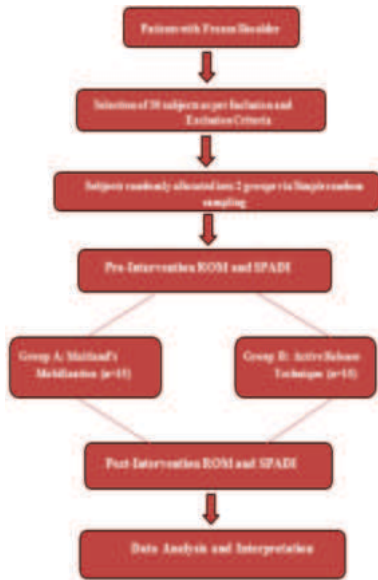 Patients with Frozen Shoulder
Selection of 30 subjects as per Inclusion and
Exclusion Criteria
Subjects randomly allocated into 2 groups via Simple random
sampling
Pre-Intervention ROM and SPADI
Group A: Maitland's
Mobilization (n=15)
Group B: Active Release
Technique (n=15)
Post-Intervention ROM and SPADI
Data Analysis and Interpretation